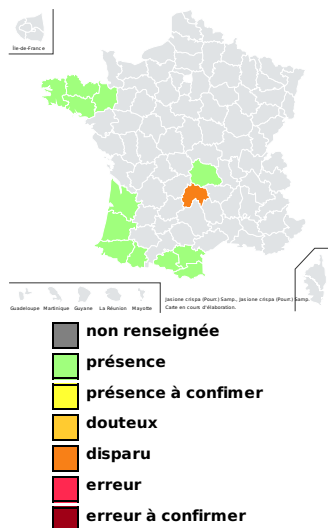 Île-de-France
Guadeloupe Martinique Guyane La Réunion Mayotte
Jasione crispa (Pourr.) Samp., Jasione crispa (Pourr.) Samp.
Carte en cours d'élaboration.
non renseignée
présence
présence à confimer
douteux
disparu
erreur
erreur à confirmer